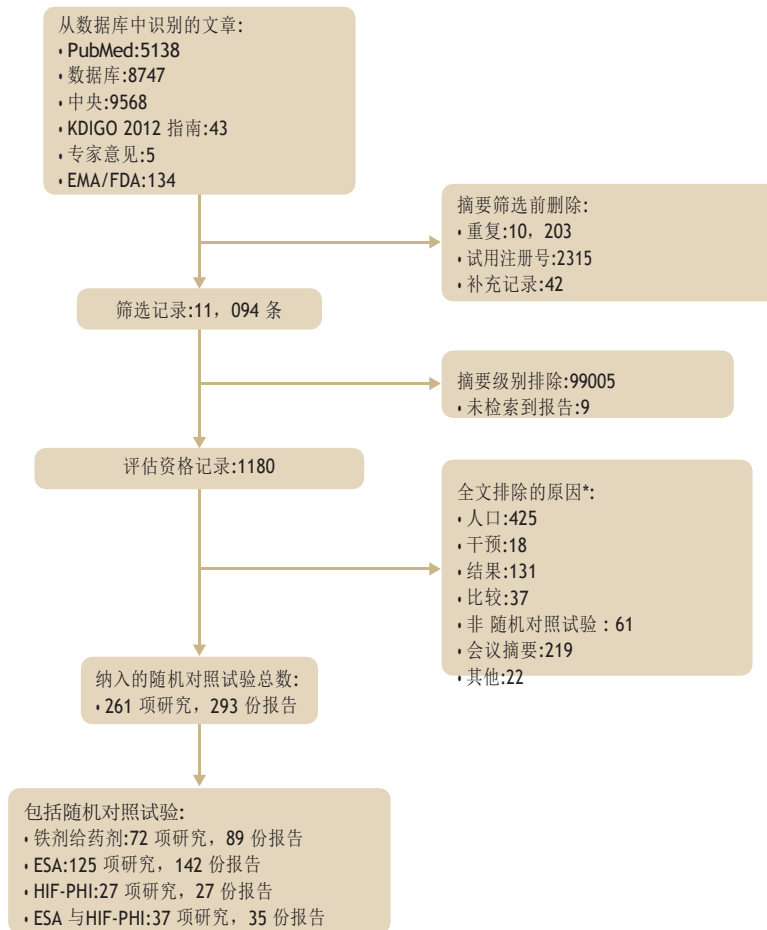 从数据库中识别的文章:
• PubMed:5138
• 数据库:8747
• 中央:9568
• KDIGO 2012 指南:43
• 专家意见:5
• EMA/FDA:134
摘要筛选前删除:
• 重复:10，203
• 试用注册号:2315
• 补充记录:42
筛选记录:11，094 条
摘要级别排除:99005
• 未检索到报告:9
评估资格记录:1180
全文排除的原因*:
• 人口:425
• 干预:18
• 结果:131
• 比较:37
• 非 随机对照试验 : 61
• 会议摘要:219
• 其他:22
纳入的随机对照试验总数:
• 261 项研究，293 份报告
包括随机对照试验:
• 铁剂给药剂:72 项研究，89 份报告
• ESA:125 项研究，142 份报告
• HIF-PHI:27 项研究，27 份报告
• ESA 与HIF-PHI:37 项研究，35 份报告